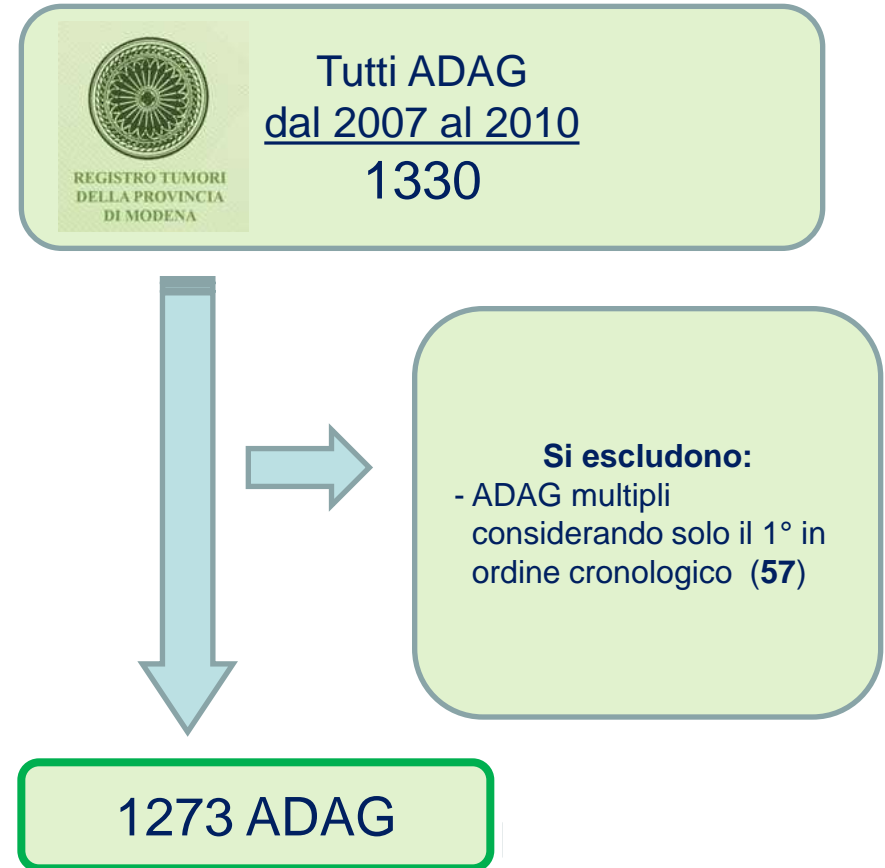 REGISTRO TUMORI
DELLA PROVINCIA
DI MODENA
Tutti ADAG
dal 2007 al 2010
1330
Si escludono:
- ADAG multipli
considerando solo il 1° in
ordine cronologico (57)
1273 ADAG